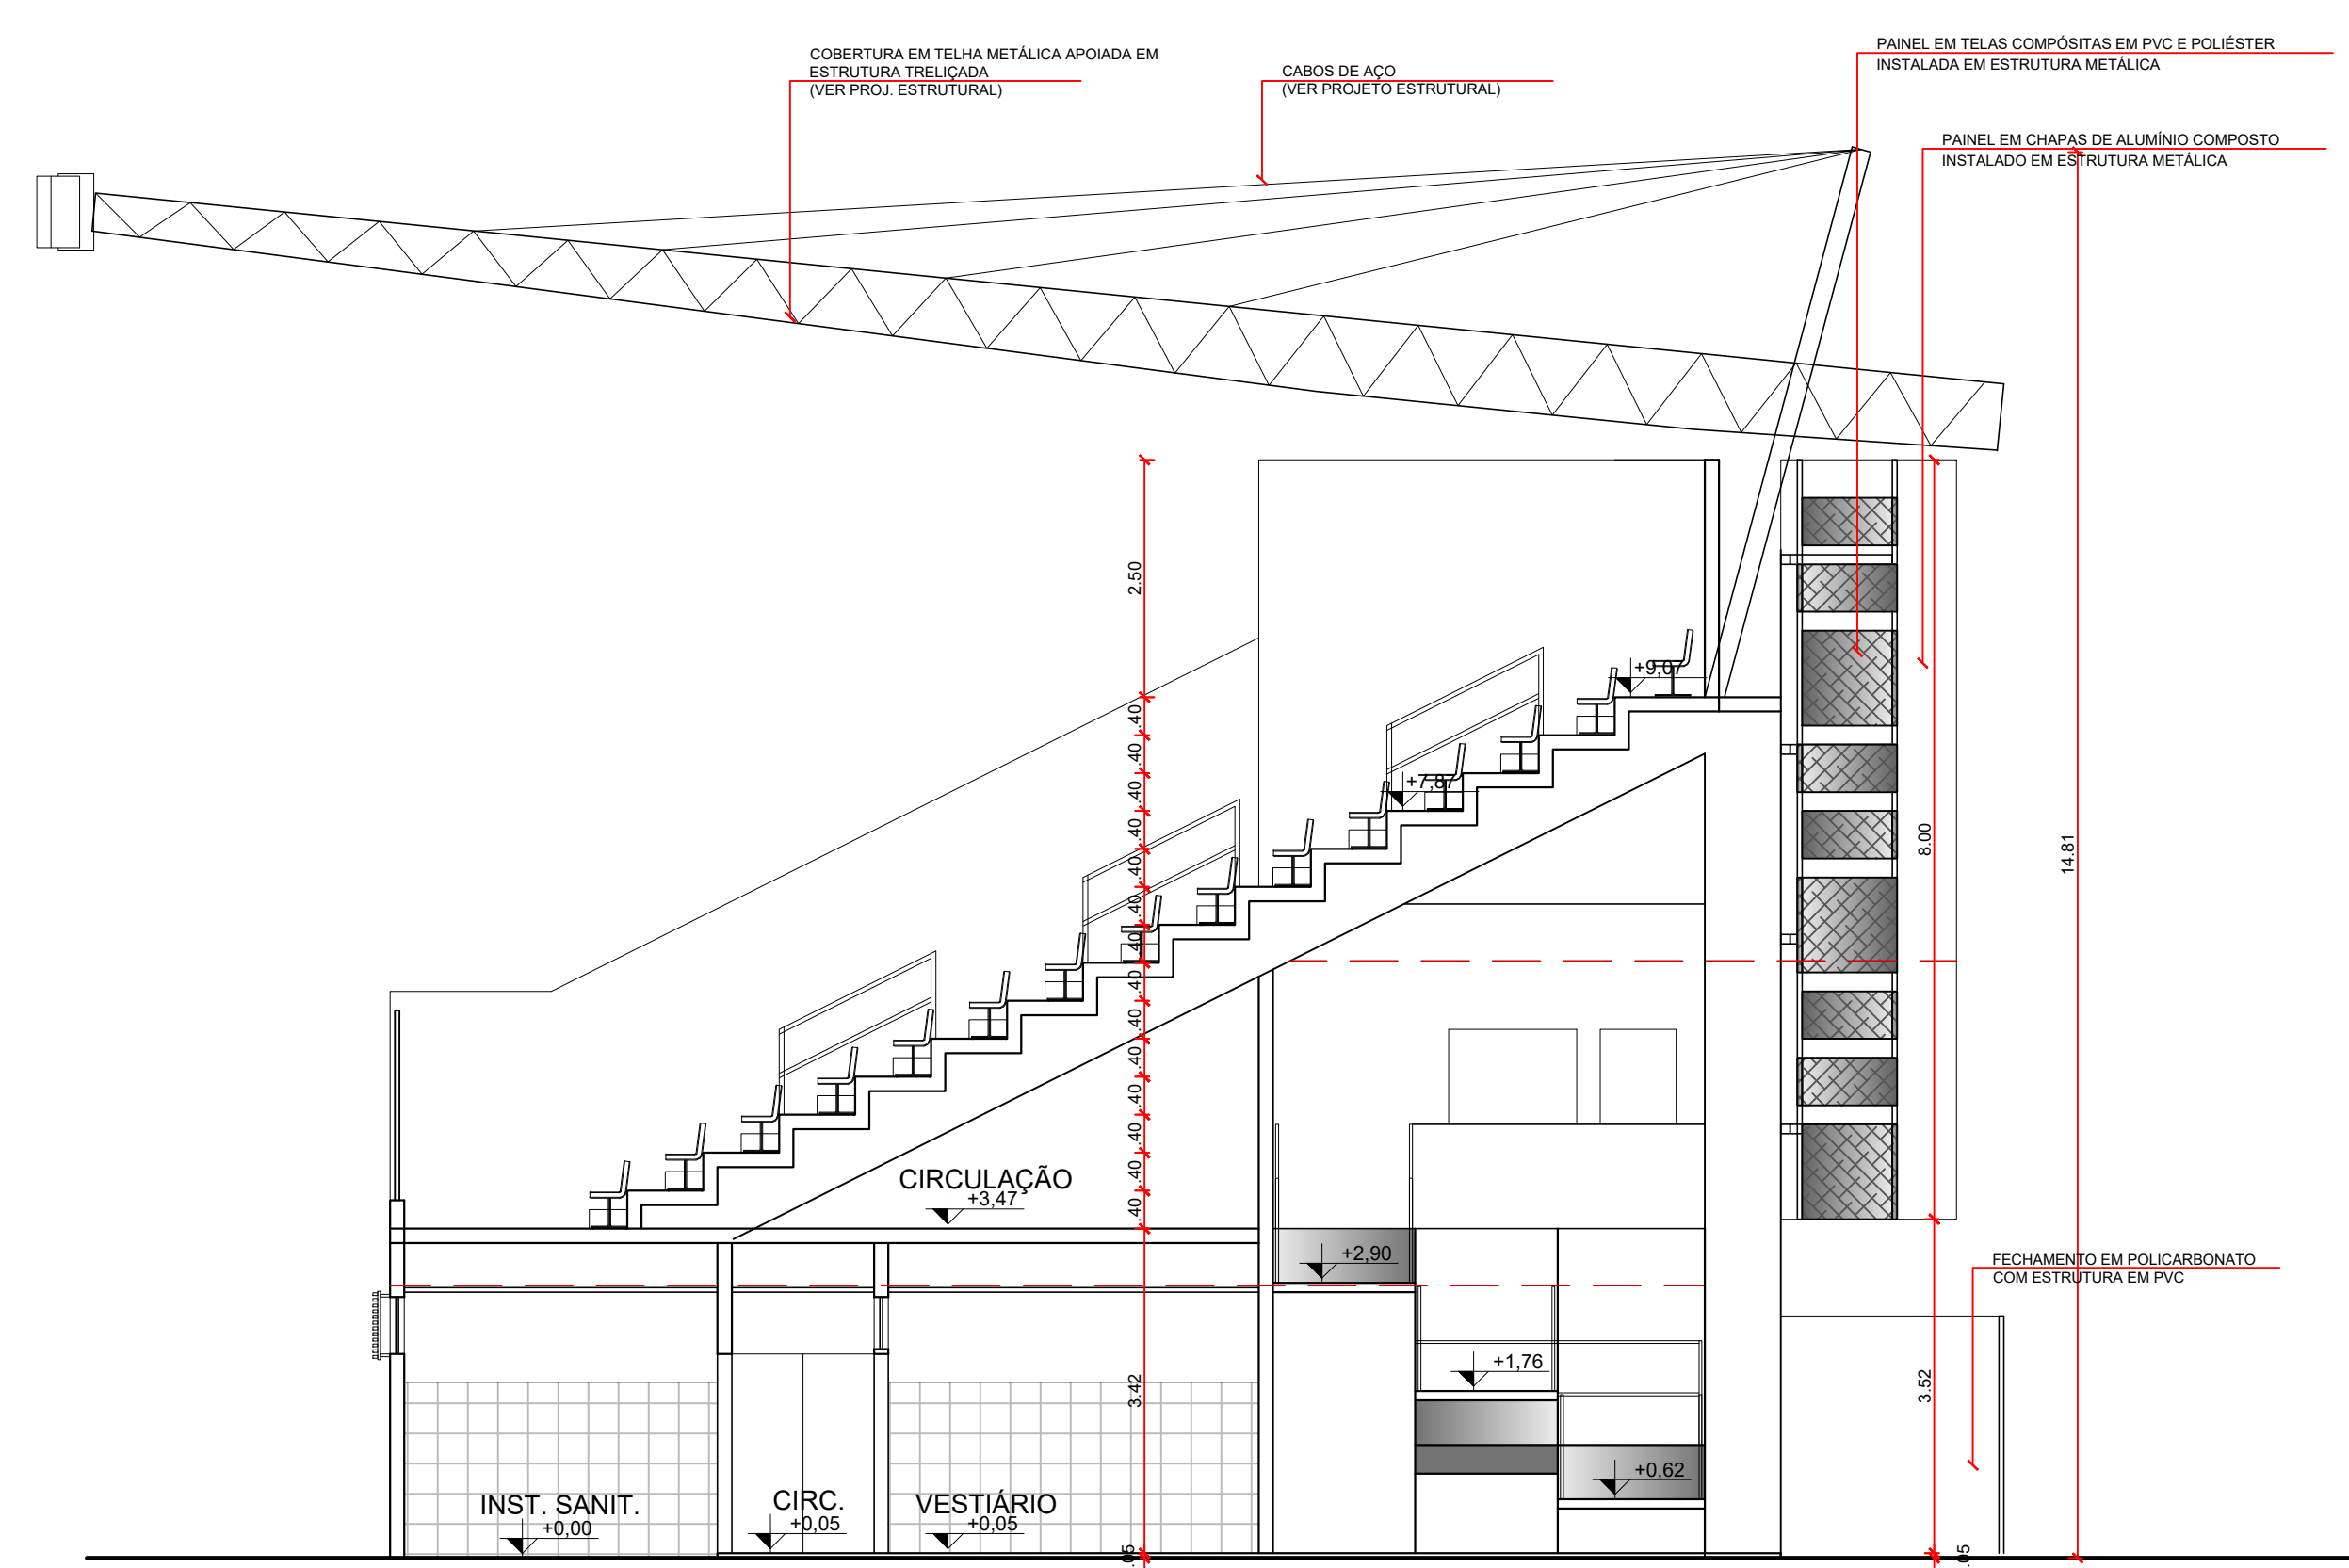 COBERTURA EM TELHA METÁLICA APOIADA EM
ESTRUTURA TRELIÇADA
(VER PROJ. ESTRUTURAL)
CABOS DE AÇO
(VER PROJETO ESTRUTURAL)
PAINEL EM TELAS COMPÓSITAS EM PVC E POLIÉSTER
INSTALADA EM ESTRUTURA METÁLICA
PAINEL EM CHAPAS DE ALUMÍNIO COMPOSTO
INSTALADO EM ESTRUTURA METÁLICA
2.50
+9,07
.40
.40
+7,87
.40
.40
8.00
14.81
.40
.40
.40
.40
.40
.40
.40
.40
.40
.40
CIRCULAÇÃO
+3,47
+2,90
FECHAMENTO EM POLICARBONATO
COM ESTRUTURA EM PVC
+1,76
3.42
3.52
+0,62
INST. SANIT.
+0,00
CIRC.
+0,05
VESTIÁRIO
+0,05
.05
.05